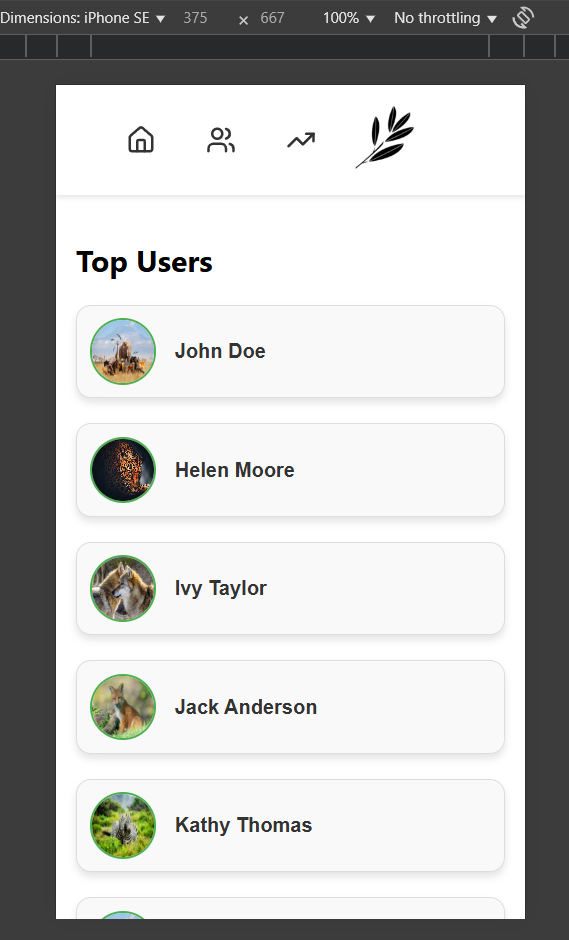 Dimensions: iPhone SE ▼ 375 × 667 100% ▼ No throttling ▼
Top Users
John Doe
Helen Moore
Ivy Taylor
Jack Anderson
Kathy Thomas